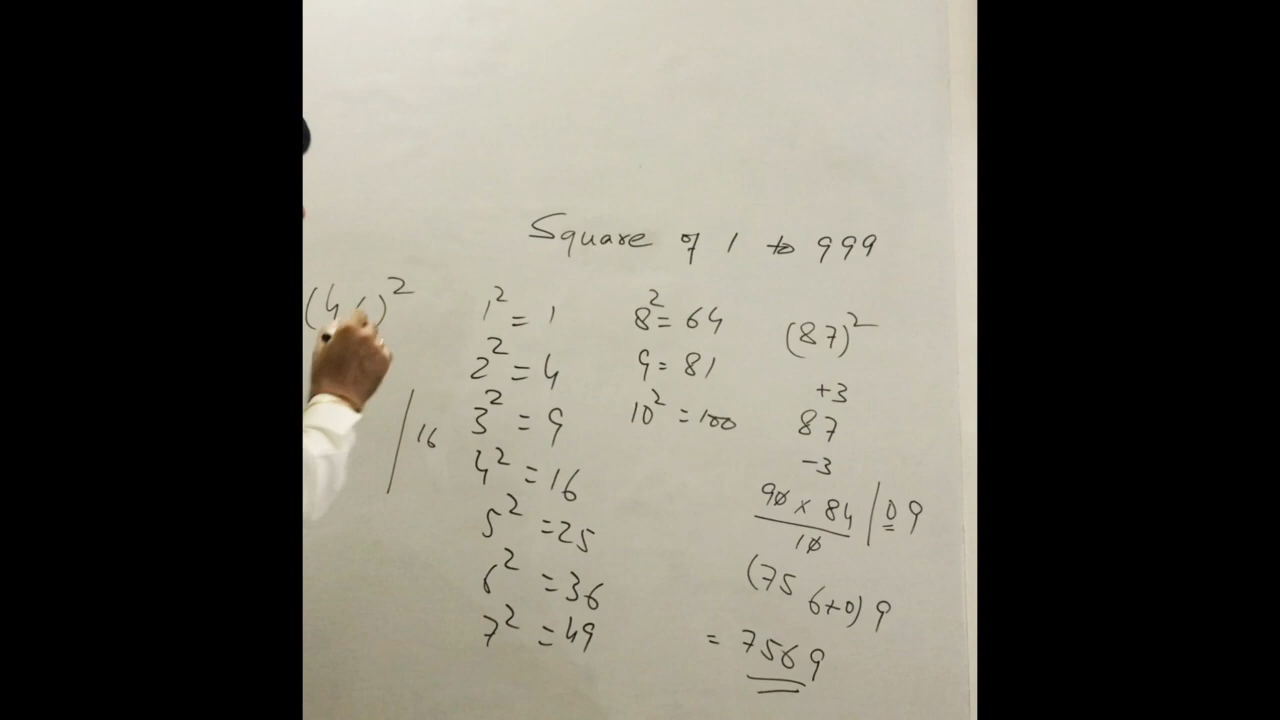 Square of 1 to 999
(4
)²
/ 16
1² = 1
2² = 4
3² = 9
4² = 16
5² = 25
6² = 36
7² = 49
8² = 64
9 = 81
10² = 100
(87)²
+3
87
-3
90 x 84 / 09
10
(75 6+0) 9
= 7569